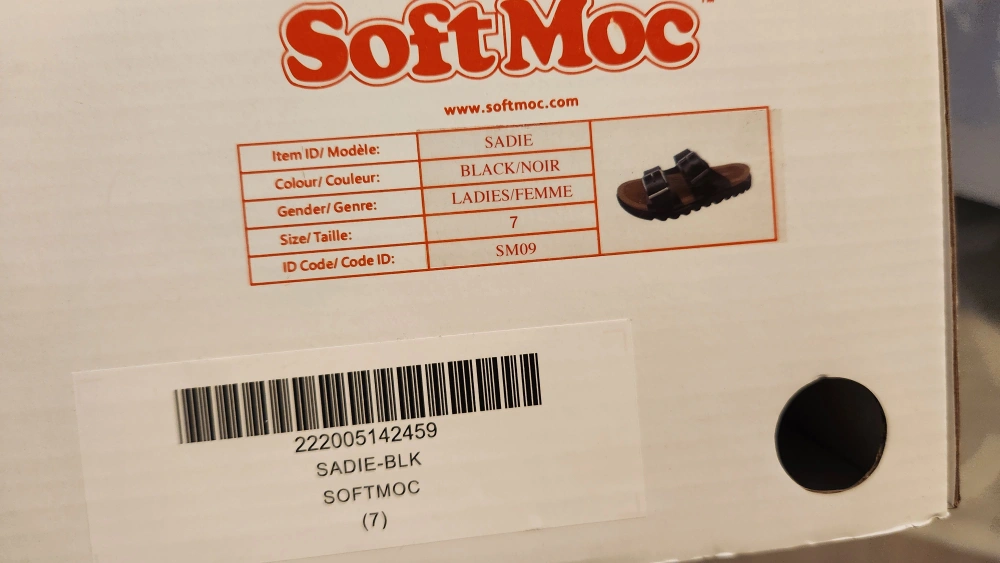 SoftMoc
www.softmoc.com
Item ID/ Modèle: SADIE
Colour/ Couleur: BLACK/NOIR
Gender/ Genre: LADIES/FEMME
Size/ Taille: 7
ID Code/ Code ID: SM09
222005142459
SADIE-BLK
SOFTMOC
(7)